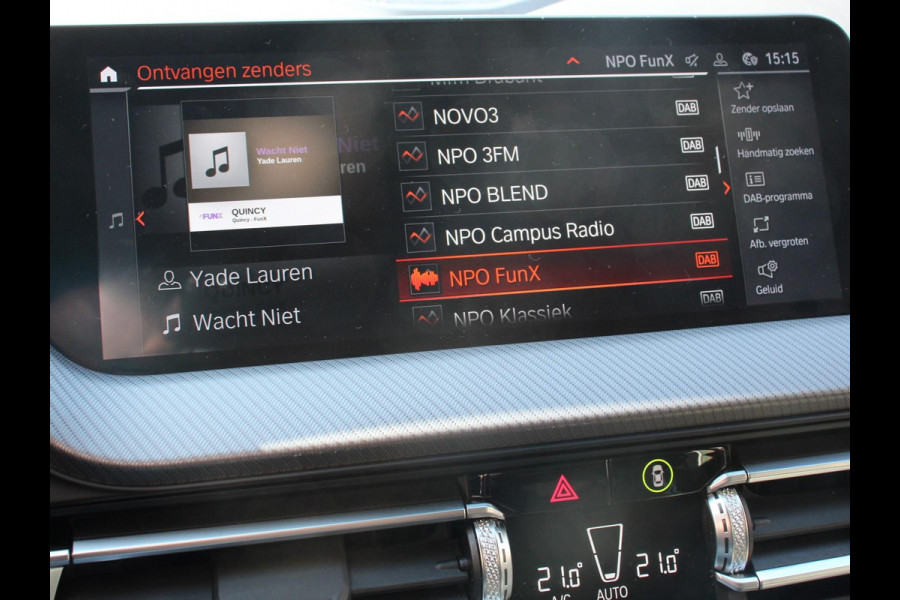 Ontvangen zenders
NPO FunX
15:15
NOVO3
DAB
NPO 3FM
DAB
NPO BLEND
DAB
NPO Campus Radio
DAB
NPO FunX
DAB
NPO Klassiek
DAB
Zender opslaan
Handmatig zoeken
DAB-programma
Afb. vergroten
Geluid
Wacht Niet
Yade Lauren
FUNX
QUINCY
Quincy - FunX
Niet
ren
Yade Lauren
Wacht Niet
21.0°
21.0°
A/C
AUTO